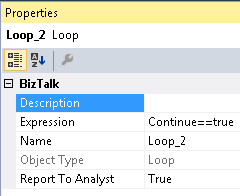 Properties
Loop_2 Loop
BizTalk
Description
Expression Continue==true
Name Loop_2
Object Type Loop
Report To Analyst True